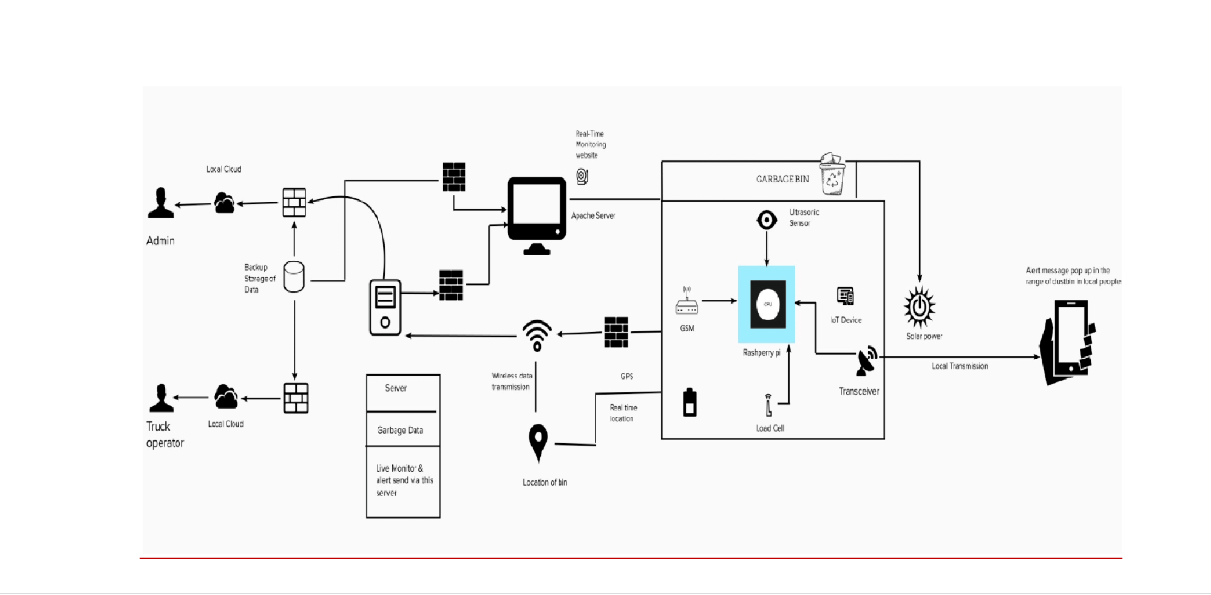 Real-Time
Monitoring
website
Local Cloud
GARBAGE BIN
Ultrasonic
Sensor
Apache Server
Admin
Backup
Storage of
Data
Alert message pop up in the
range of dustbin in local peoples
IoT Device
GSM
Solar power
Rashperry pi
Local Transmission
Wireless data
transmission
GPS
Transceiver
Server
Real time
location
Local Cloud
Truck
operator
Garbage Data
Load Cell
Live Monitor &
alert send via this
server
Location of bin